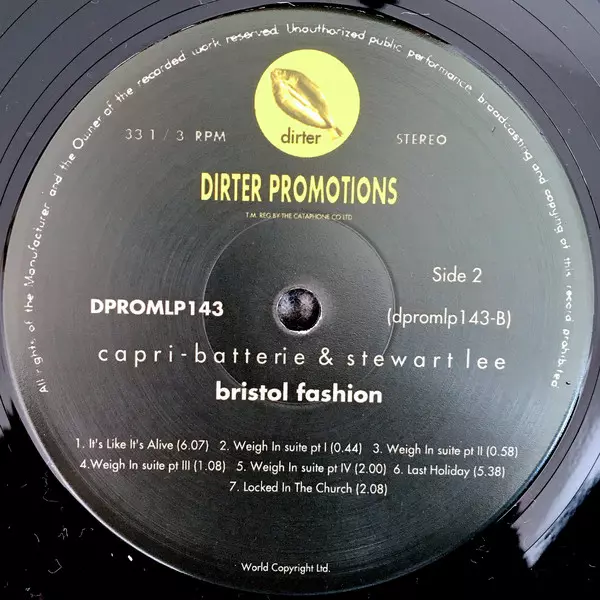 All rights of the Manufacturer and the Owner of the recorded work reserved. Unauthorized public performance, broadcasting and copying of this record prohibited
dirter
33 1 / 3 RPM
STEREO
DIRTER PROMOTIONS
T.M. REG.BY THE CATAPHONE CO LTD
Side 2
DPROMLP143
(dpromlp143-B)
capri-batterie & stewart lee
bristol fashion
1. It's Like It's Alive (6.07) 2. Weigh In suite pt I (0.44) 3. Weigh In suite pt II (0.58)
4.Weigh In suite pt III (1.08) 5. Weigh In suite pt IV (2.00) 6. Last Holiday (5.38)
7. Locked In The Church (2.08)
World Copyright Ltd.